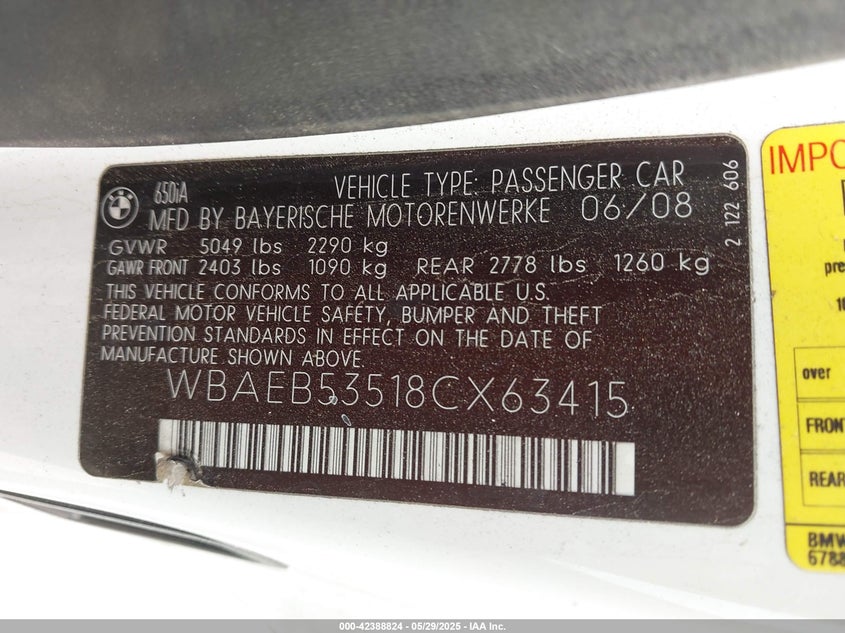 BMW
650iA
VEHICLE TYPE: PASSENGER CAR
MFD BY BAYERISCHE MOTORENWERKE 06/08
GVWR 5049 lbs 2290 kg
GAWR FRONT 2403 lbs 1090 kg REAR 2778 lbs 1260 kg
THIS VEHICLE CONFORMS TO ALL APPLICABLE U.S.
FEDERAL MOTOR VEHICLE SAFETY, BUMPER AND THEFT
PREVENTION STANDARDS IN EFFECT ON THE DATE OF
MANUFACTURE SHOWN ABOVE.
WBAEB53518CX63415
2 122 606
over
FRONT
REAR
BMW
000-42388824 | 05/29/2025 - IAA Inc.